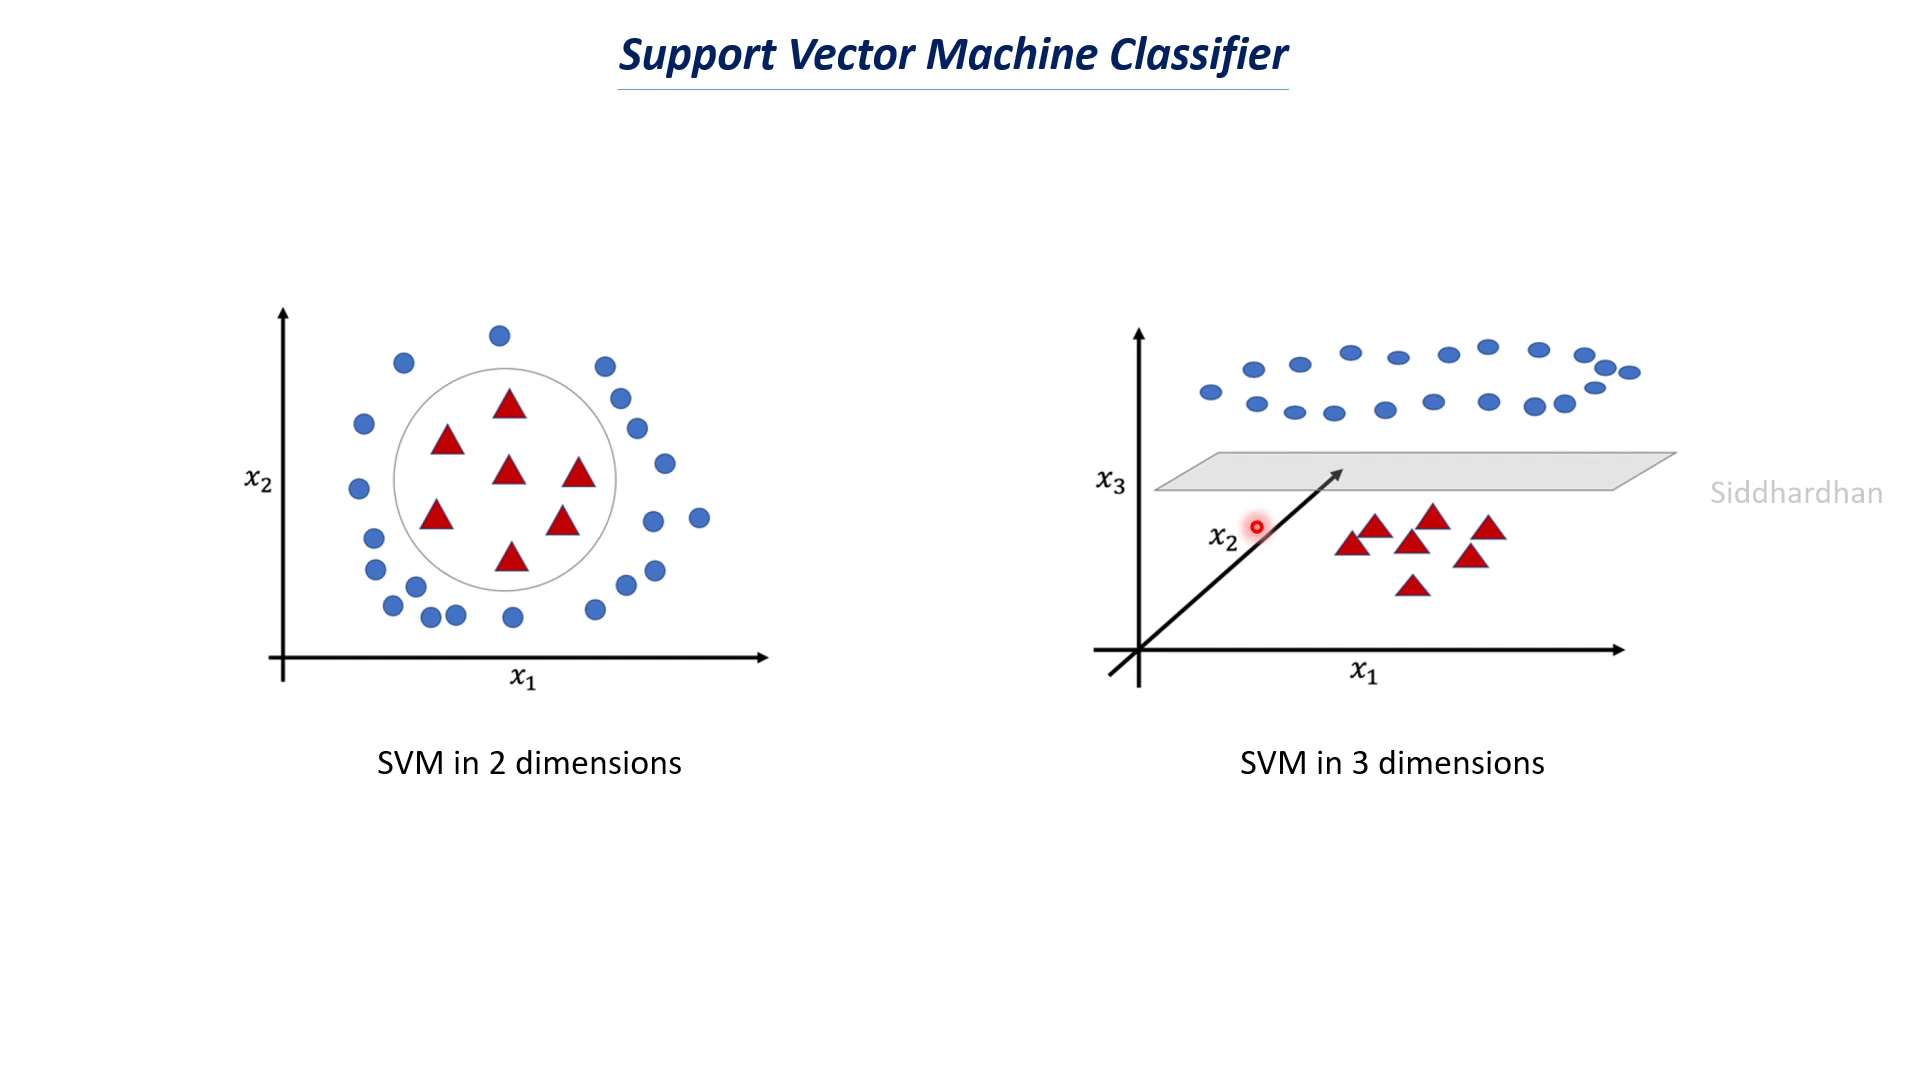 Support Vector Machine Classifier
x₂
x₁
SVM in 2 dimensions
x₃
x₂
x₁
SVM in 3 dimensions
Siddhardhan